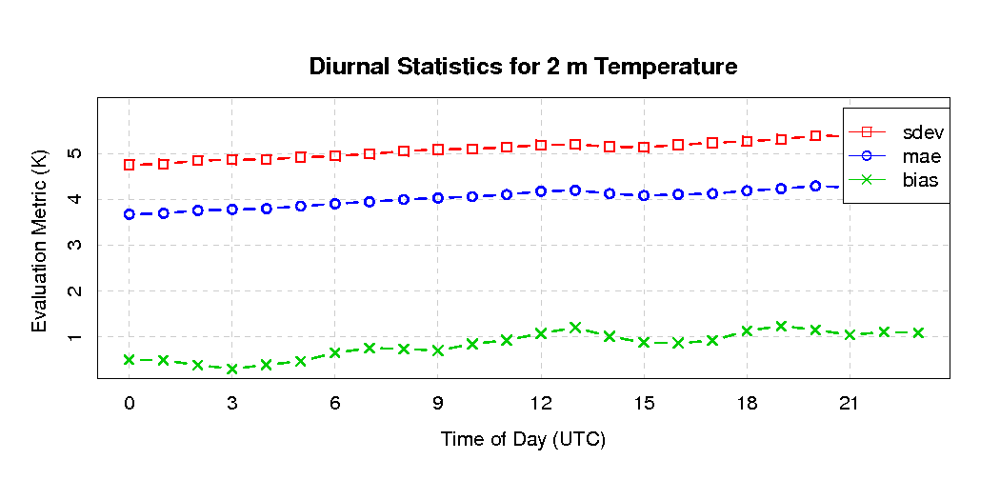 Diurnal Statistics for 2 m Temperature
Evaluation Metric (K)
5
4
3
2
1
sdev
mae
bias
0 3 6 9 12 15 18 21
Time of Day (UTC)